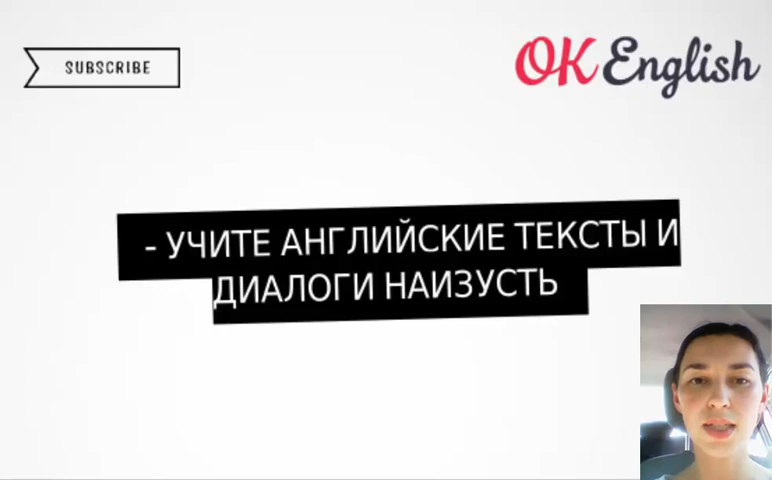 SUBSCRIBE
OK English
- УЧИТЕ АНГЛИЙСКИЕ ТЕКСТЫ И
ДИАЛОГИ НАИЗУСТЬ